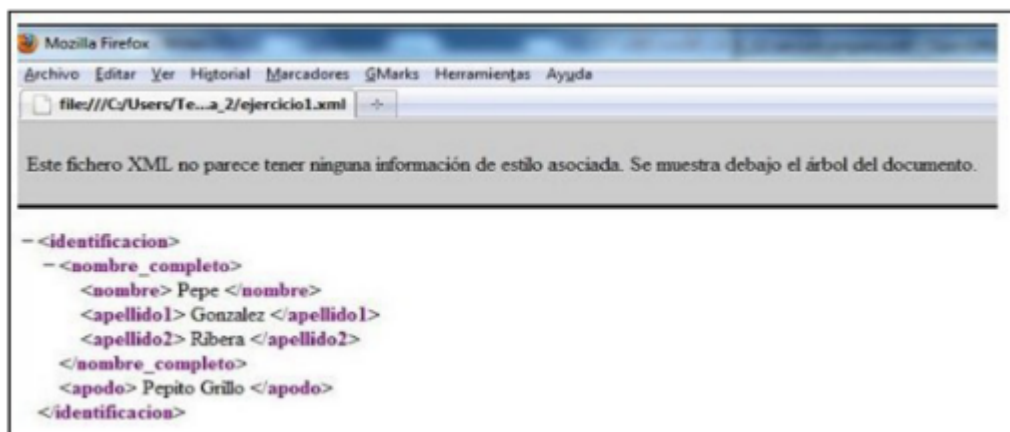 Mozilla Firefox
Archivo Editar Ver Historial Marcadores GMarks Herramientas Ayuda
file:///C:/Users/Te...a_2/ejercicio1.xml
Este fichero XML no parece tener ninguna información de estilo asociada. Se muestra debajo el árbol del documento.
−<identificacion>
−<nombre_completo>
<nombre> Pepe </nombre>
<apellido1> Gonzalez </apellido1>
<apellido2> Ribera </apellido2>
</nombre_completo>
<apodo> Pepito Grillo </apodo>
</identificacion>